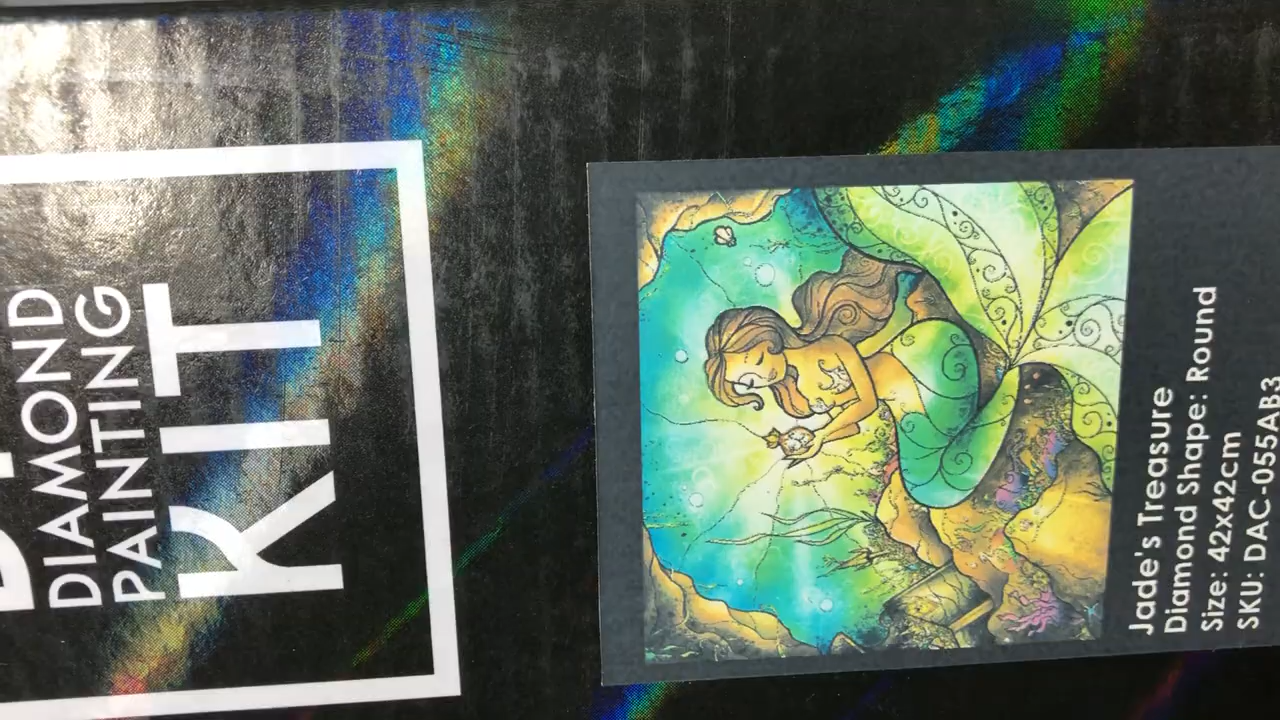 DIAMOND
PAINTING
KIT
Jade's Treasure
Diamond Shape: Round
Size: 42x42cm
SKU: DAC-055AB3